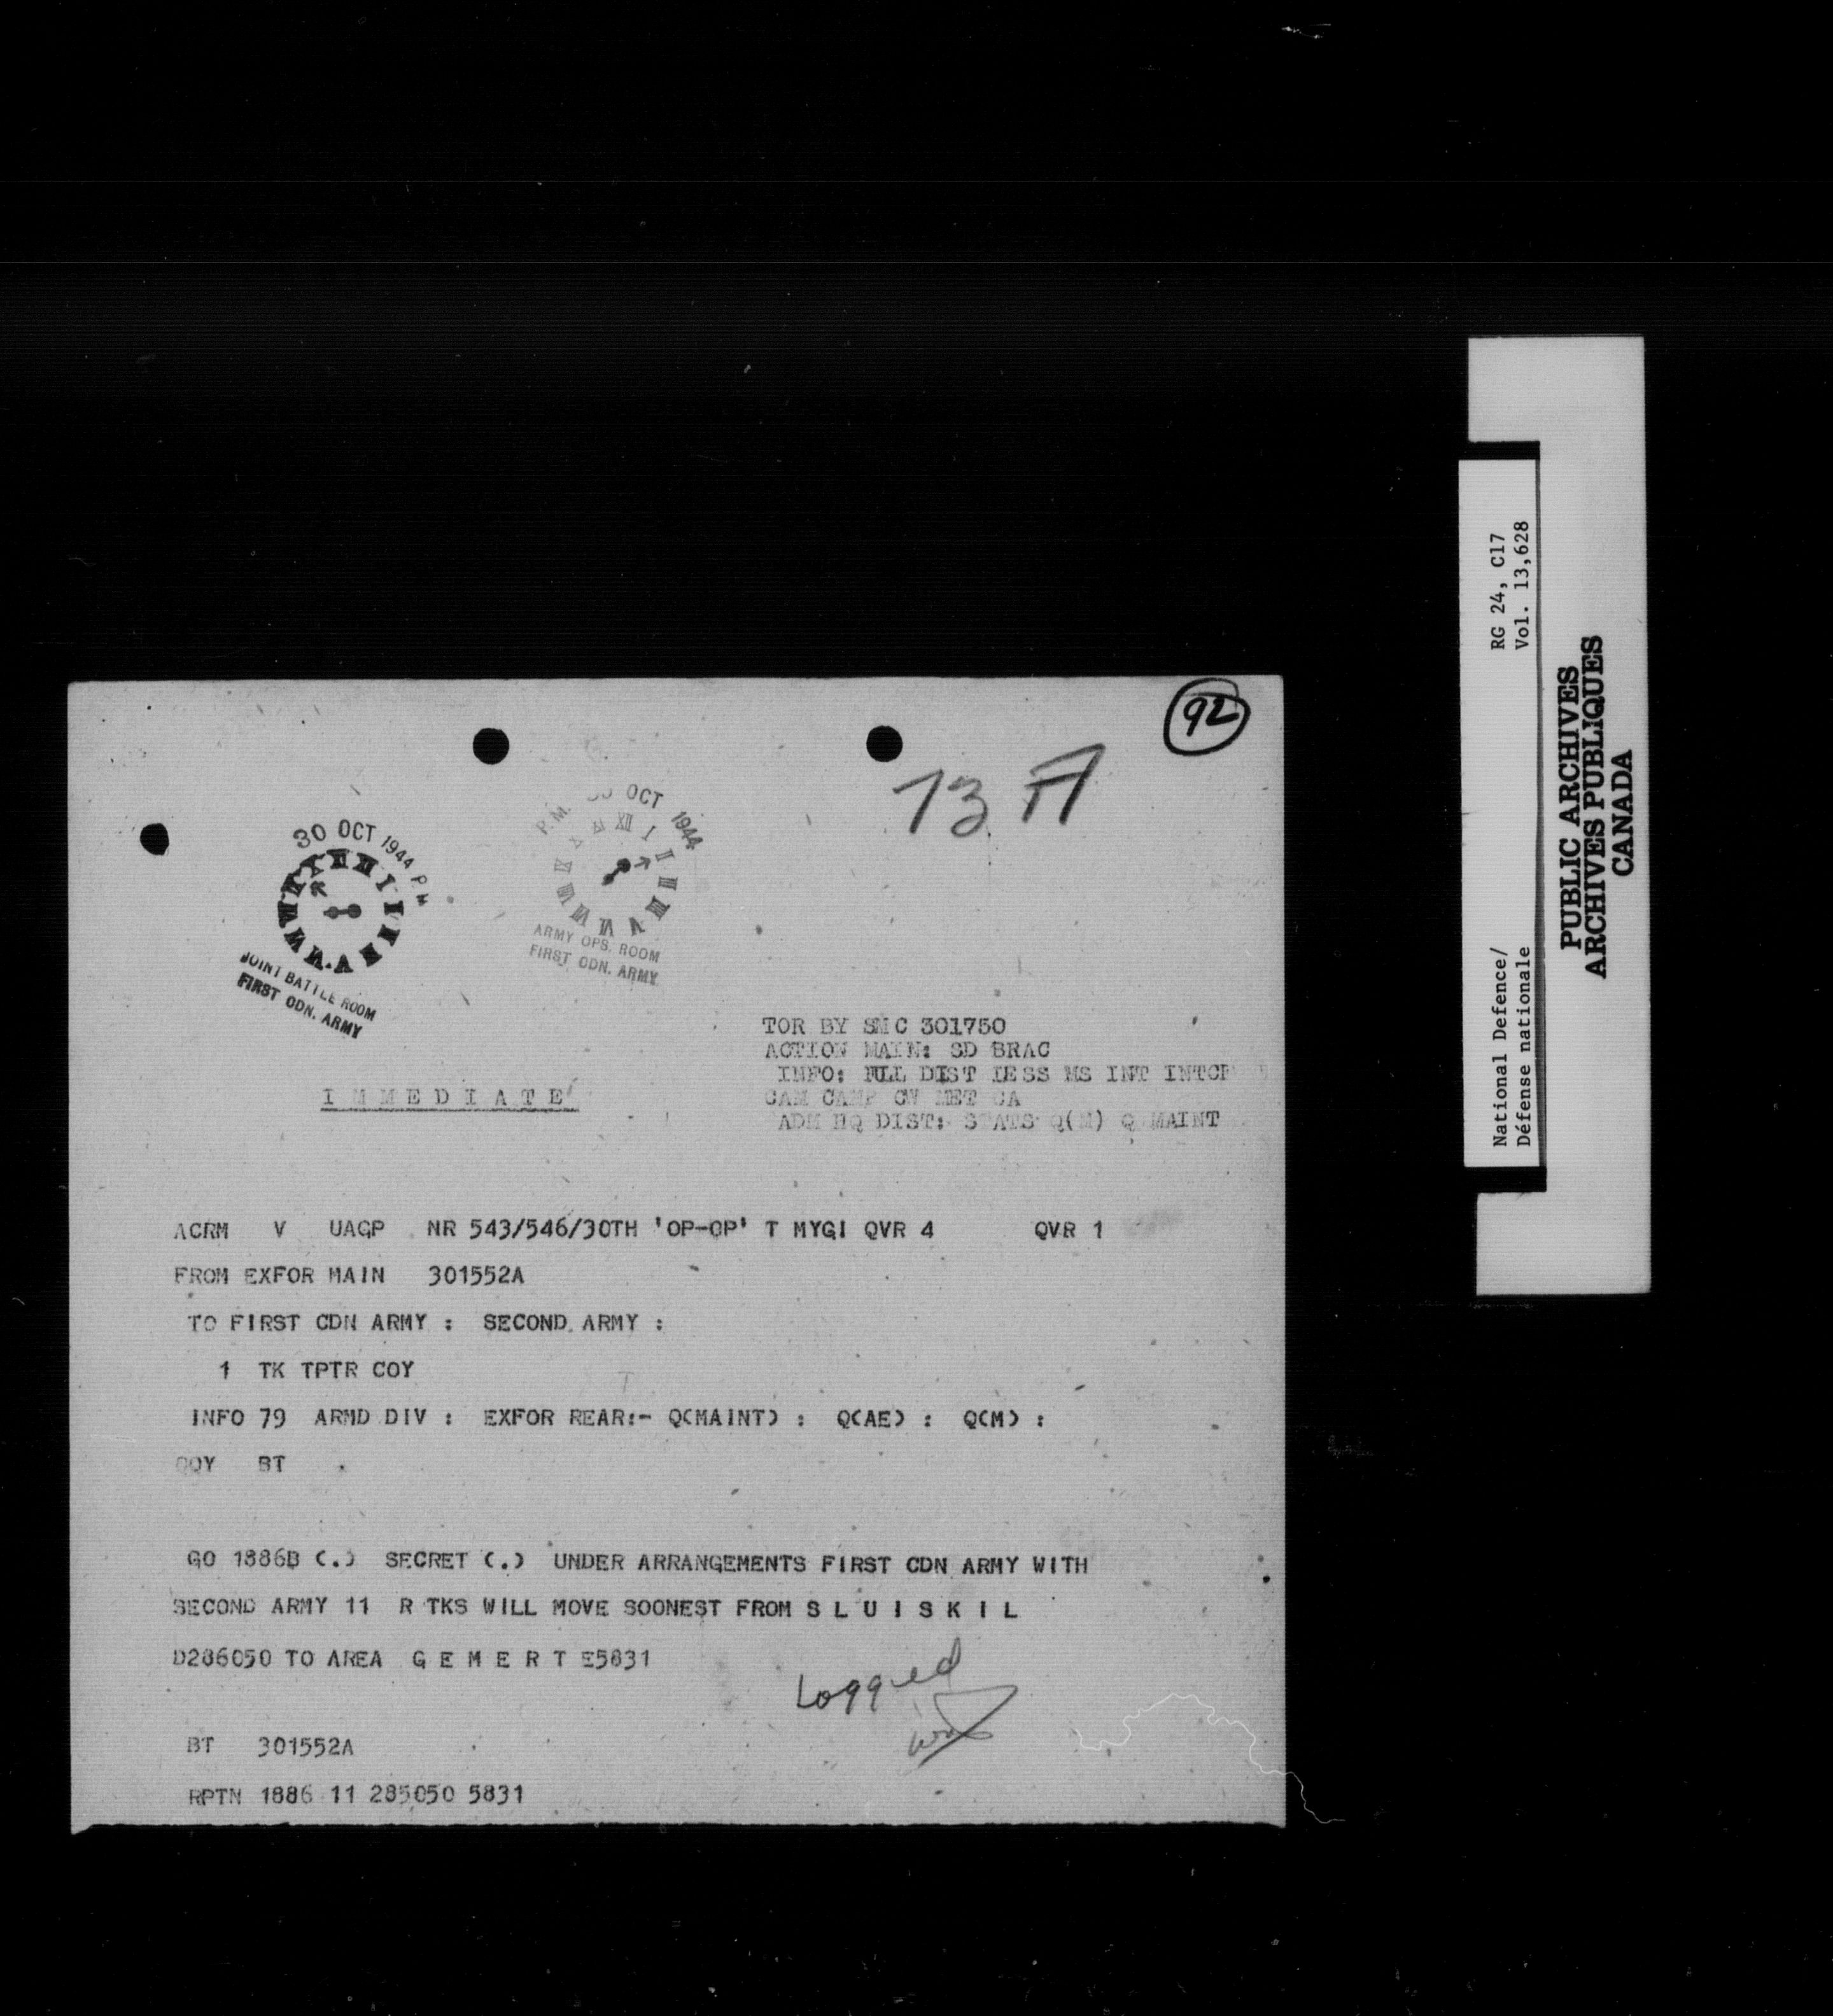 92
13 A
30 OCT 1944 P M
JOINT BATTLE ROOM
FIRST CDN. ARMY
P.M. 30 OCT 1944
ARMY OPS. ROOM
FIRST CDN. ARMY
TOR BY SMC 301750
ACTION MAIN: SD BRAC
INFO: FULL DIST IESS MS INT INTCR
IMMEDIATE
CAM CAMP CW MET CA
ADM HQ DIST: STATS Q(M) Q MAINT
ACRM V UAGP NR 543/546/30TH 'OP-OP' T MYGI QVR 4 QVR 1
FROM EXFOR MAIN 301552A
TO FIRST CDN ARMY : SECOND ARMY :
1 TK TPTR COY
INFO 79 ARMD DIV : EXFOR REAR:- Q(MAINT) : Q(AE) : Q(M) :
QQY BT
GO 1886B (.) SECRET (.) UNDER ARRANGEMENTS FIRST CDN ARMY WITH
SECOND ARMY 11 R TKS WILL MOVE SOONEST FROM S L U I S K I L
D286050 TO AREA G E M E R T E5831
Logged
BT 301552A
RPTN 1886 11 285050 5831
National Defence/
Défense nationale
RG 24, C17
Vol. 13,628
PUBLIC ARCHIVES
ARCHIVES PUBLIQUES
CANADA